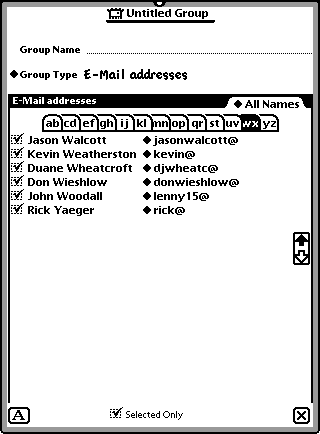 Untitled Group
Group Name
◆Group Type E-Mail addresses
E-Mail addresses ◆ All Names
ab cd ef gh ij kl mn op qr st uv wx yz
Jason Walcott ◆ jasonwalcott@
Kevin Weatherston ◆ kevin@
Duane Wheatcroft ◆ djwheatc@
Don Wieshlow ◆ donwieshlow@
John Woodall ◆ lenny15@
Rick Yaeger ◆ rick@
A Selected Only